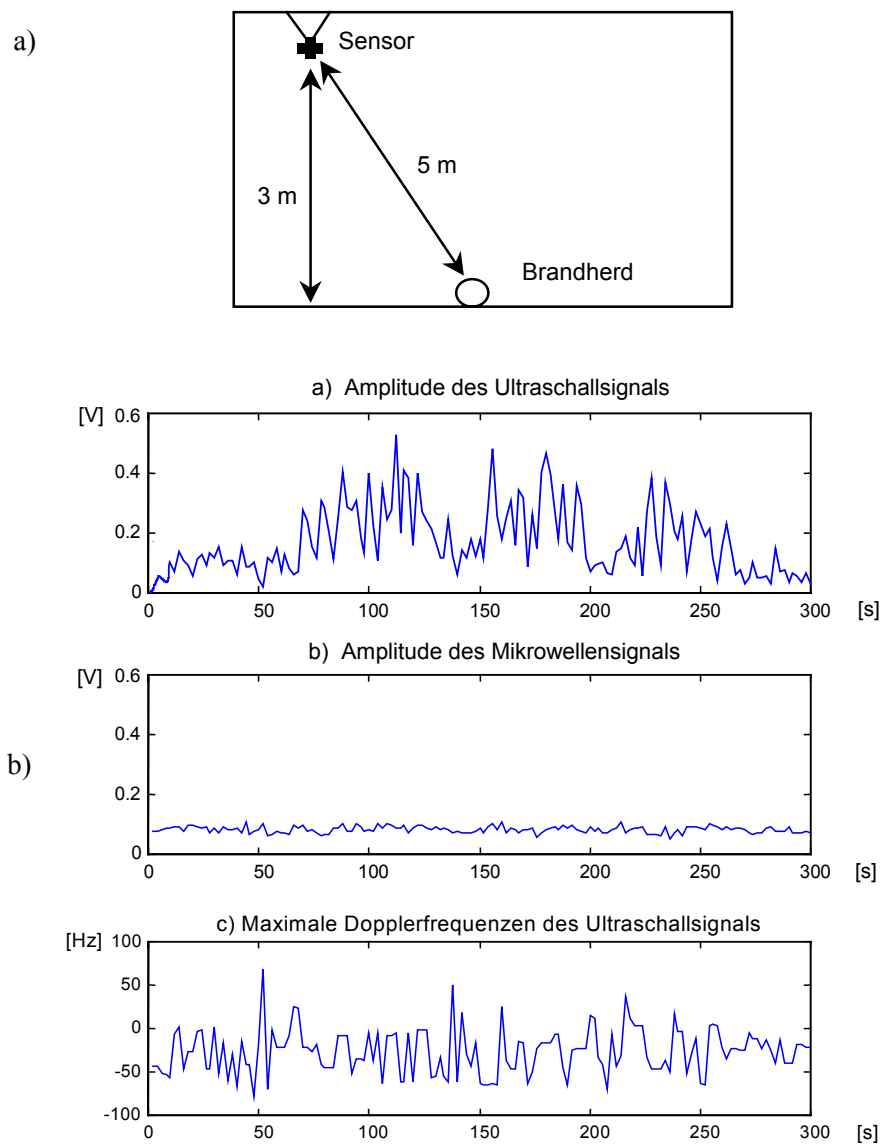 a)
Sensor
5 m
3 m
Brandherd
a) Amplitude des Ultraschallsignals
[V]
0.6
0.4
0.2
0
0 50 100 150 200 250 300 [s]
b) Amplitude des Mikrowellensignals
[V]
0.6
0.4
b)
0.2
0
0 50 100 150 200 250 300 [s]
c) Maximale Dopplerfrequenzen des Ultraschallsignals
[Hz]
100
50
0
-50
-100
0 50 100 150 200 250 300 [s]